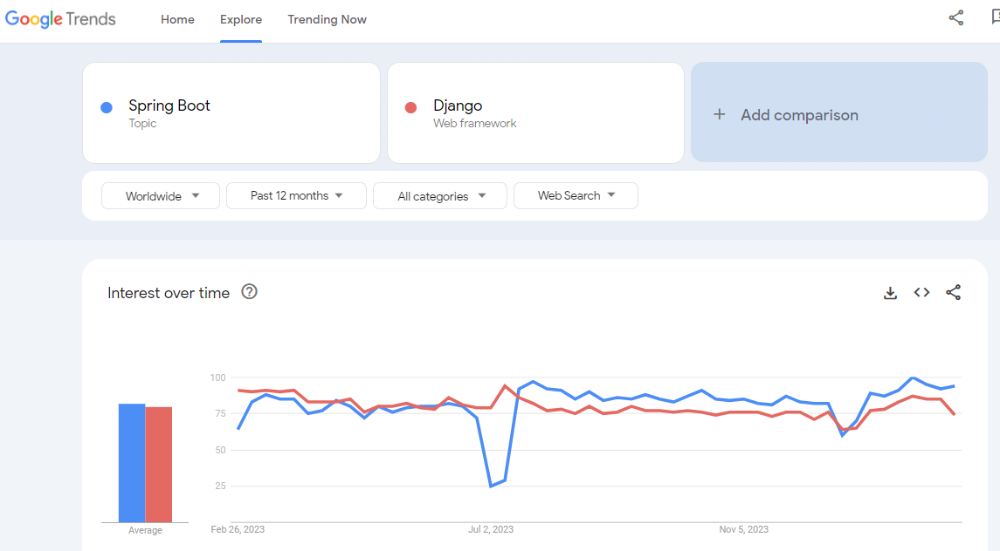 Google Trends Home Explore Trending Now
Spring Boot
Topic
Django
Web framework
+ Add comparison
Worldwide Past 12 months All categories Web Search
Interest over time ?
100
75
50
25
Average
Feb 26, 2023 Jul 2, 2023 Nov 5, 2023